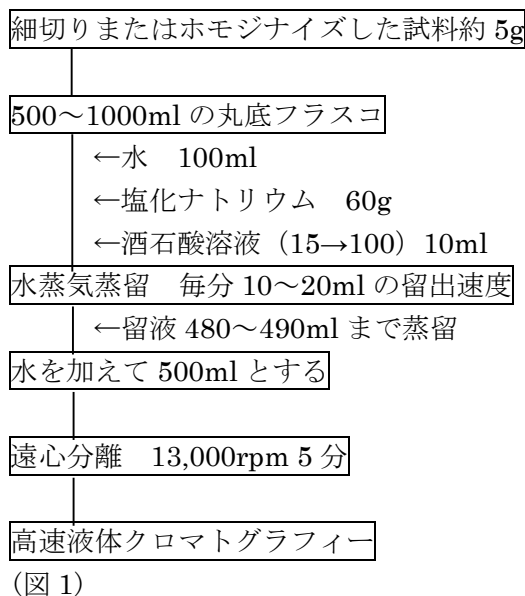 細切りまたはホモジナイズした試料約 5g
500～1000ml の丸底フラスコ
←水　100ml
←塩化ナトリウム　60g
←酒石酸溶液（15→100）10ml
水蒸気蒸留　毎分 10～20ml の留出速度
←留液 480～490ml まで蒸留
水を加えて 500ml とする
遠心分離　13,000rpm 5 分
高速液体クロマトグラフィー
(図 1)